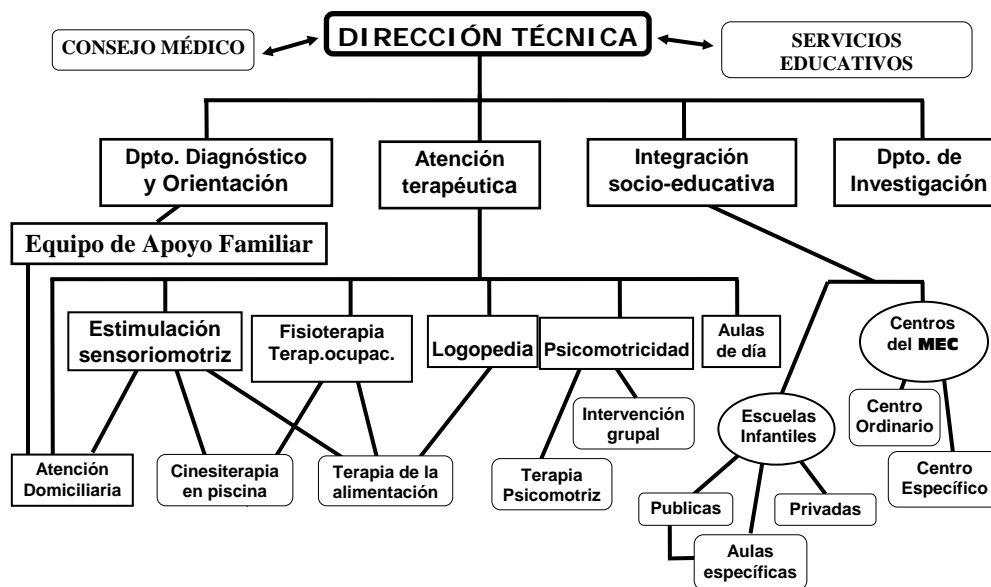 CONSEJO MÉDICO
DIRECCIÓN TÉCNICA
SERVICIOS
EDUCATIVOS
Dpto. Diagnóstico
y Orientación
Atención
terapéutica
Integración
socio-educativa
Dpto. de
Investigación
Equipo de Apoyo Familiar
Estimulación
sensoriomotriz
Fisioterapia
Terap.ocupac.
Logopedia
Psicomotricidad
Aulas
de día
Centros
del MEC
Intervención
grupal
Escuelas
Infantiles
Centro
Ordinario
Atención
Domiciliaria
Cinesiterapia
en piscina
Terapia de la
alimentación
Terapia
Psicomotriz
Centro
Específico
Publicas
Privadas
Aulas
específicas